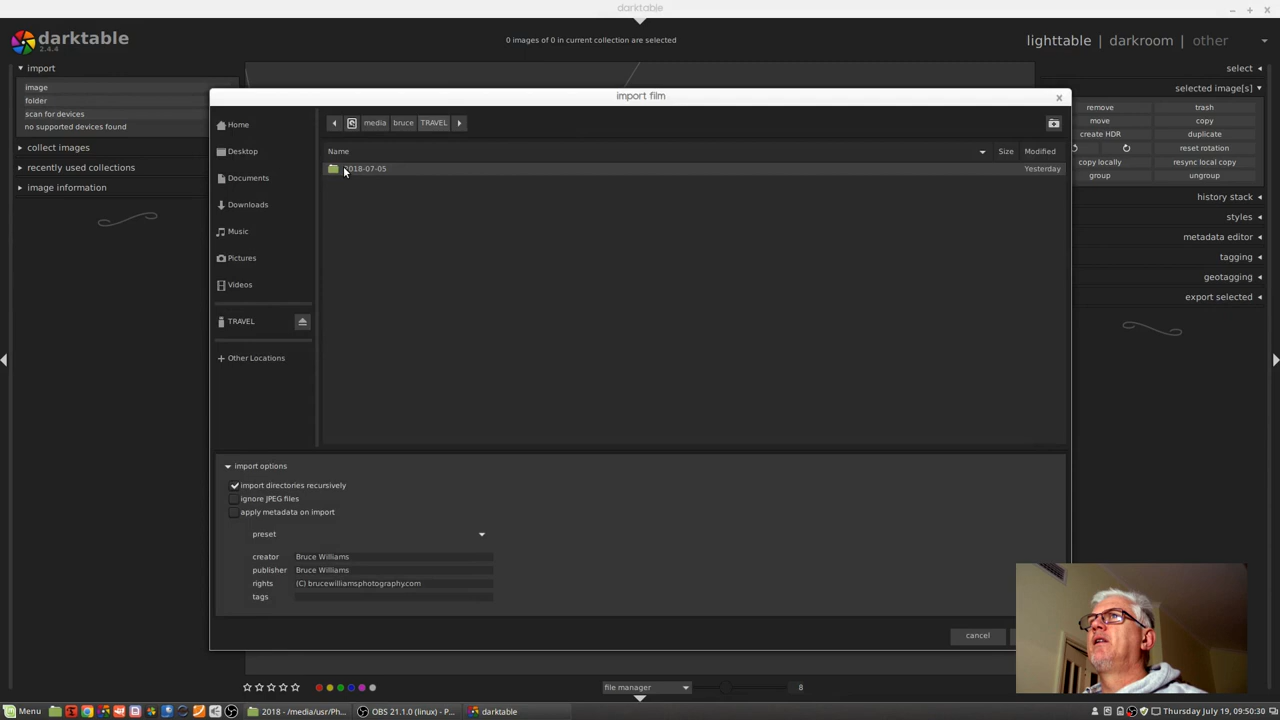 darktable
darktable
2.4.4
0 images of 0 in current collection are selected
lighttable | darkroom | other
import
image
folder
scan for devices
no supported devices found
collect images
recently used collections
image information
import film
Home
Desktop
Documents
Downloads
Music
Pictures
Videos
TRAVEL
Other Locations
media bruce TRAVEL
Name Size Modified
2018-07-05 Yesterday
import options
import directories recursively
ignore JPEG files
apply metadata on import
preset
creator Bruce Williams
publisher Bruce Williams
rights (C) brucewilliamsphotography.com
tags
cancel
select
selected image[s]
remove trash
move copy
create HDR duplicate
reset rotation
copy locally resync local copy
group ungroup
history stack
styles
metadata editor
tagging
geotagging
export selected
file manager 8
Menu 2018 - /media/usr/Ph... OBS 21.1.0 (linux) - P... darktable Thursday July 19, 09:50:30